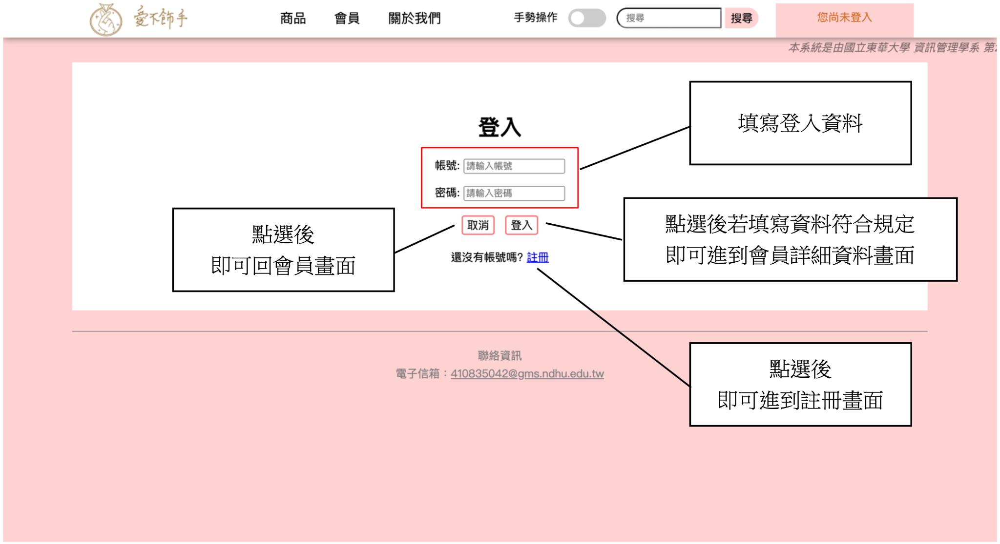 愛不飾手
商品 會員 關於我們 手勢操作 搜尋 搜尋 您尚未登入
本系統是由國立東華大學 資訊管理學系 第
登入
填寫登入資料
帳號: 請輸入帳號
密碼: 請輸入密碼
取消 登入
點選後若填寫資料符合規定
即可進到會員詳細資料畫面
點選後
即可回會員畫面
還沒有帳號嗎? 註冊
點選後
即可進到註冊畫面
聯絡資訊
電子信箱：410835042@gms.ndhu.edu.tw